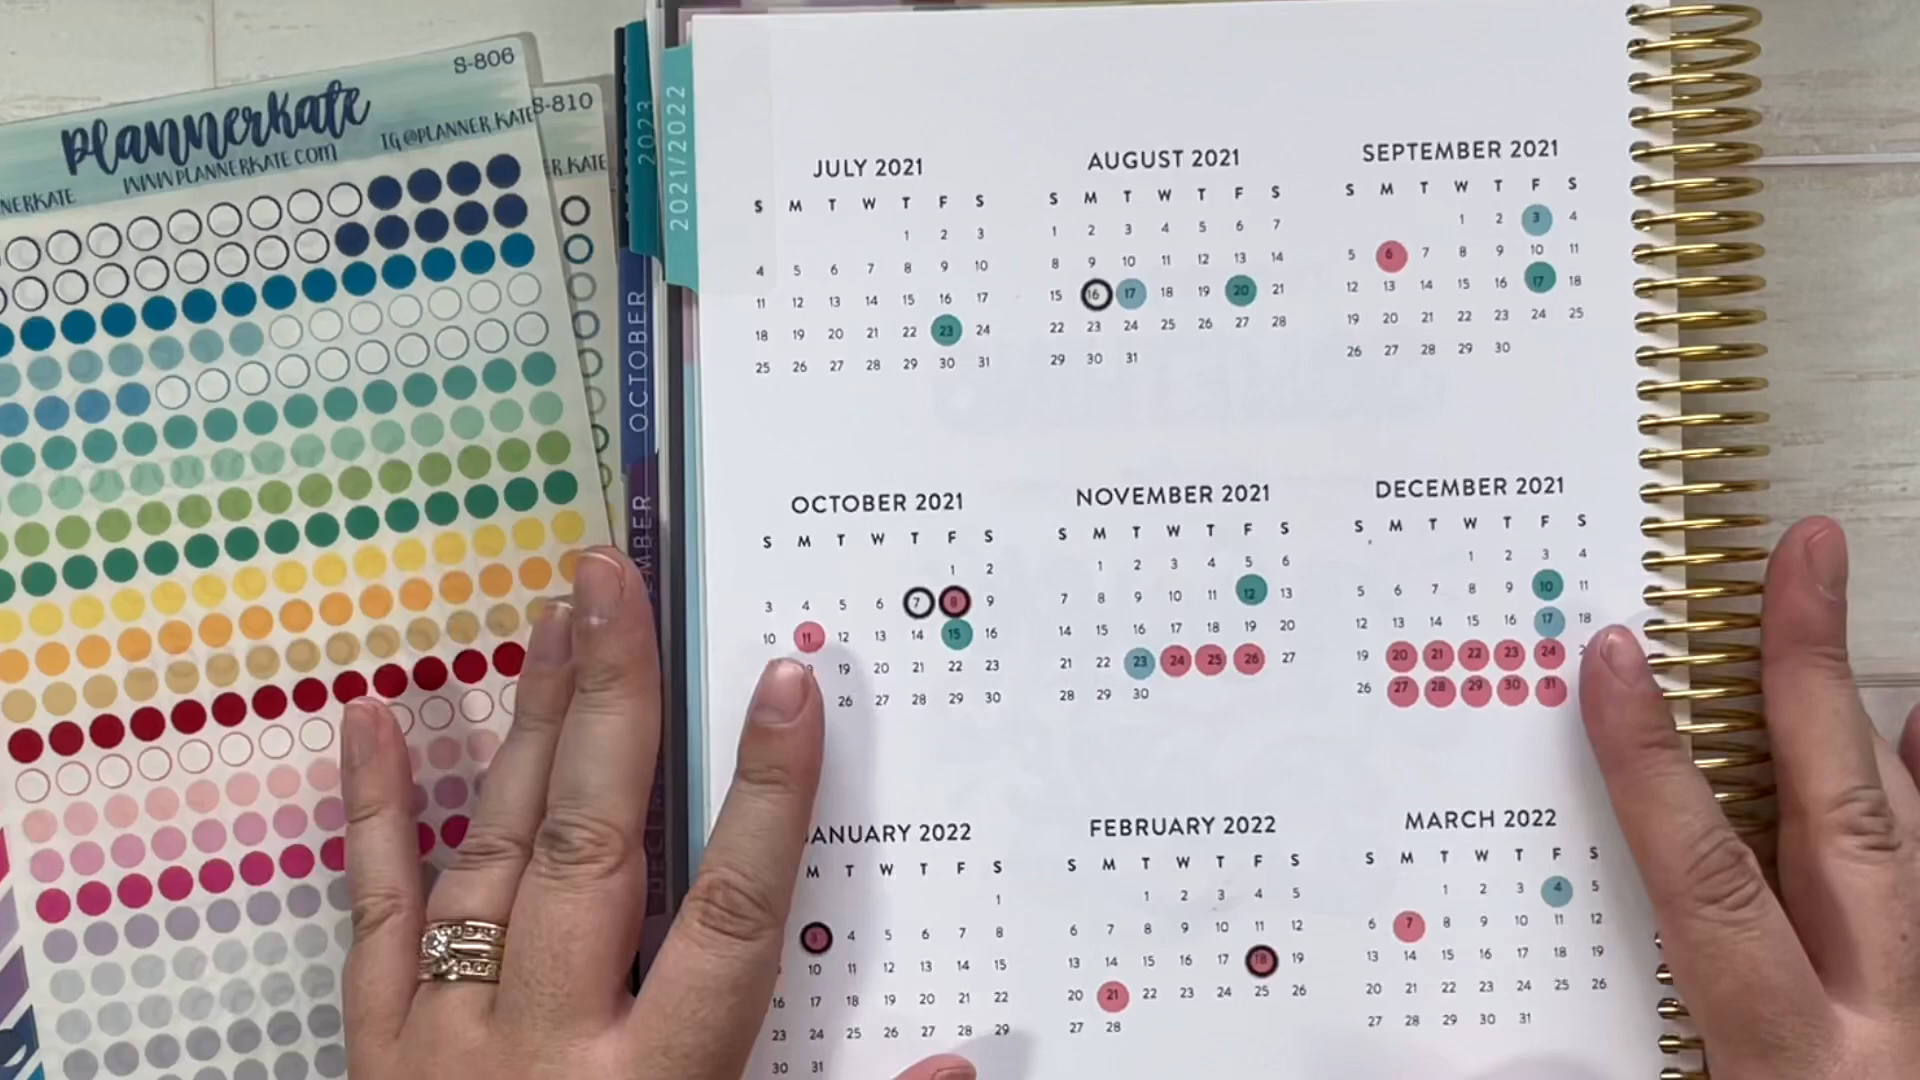 S-806
plannerkate
IG@PLANNER.KATE
WWW.PLANNERKATE.COM
NERKATE
S-810
ER.KATE
2023
2021/2022
OCTOBER
JULY 2021
S M T W T F S
1 2 3
4 5 6 7 8 9 10
11 12 13 14 15 16 17
18 19 20 21 22 23 24
25 26 27 28 29 30 31
AUGUST 2021
S M T W T F S
1 2 3 4 5 6 7
8 9 10 11 12 13 14
15 16 17 18 19 20 21
22 23 24 25 26 27 28
29 30 31
SEPTEMBER 2021
S M T W T F S
1 2 3 4
5 6 7 8 9 10 11
12 13 14 15 16 17 18
19 20 21 22 23 24 25
26 27 28 29 30
OCTOBER 2021
S M T W T F S
1 2
3 4 5 6 7 8 9
10 11 12 13 14 15 16
19 20 21 22 23
26 27 28 29 30
NOVEMBER 2021
S M T W T F S
1 2 3 4 5 6
7 8 9 10 11 12 13
14 15 16 17 18 19 20
21 22 23 24 25 26 27
28 29 30
DECEMBER 2021
S M T W T F S
1 2 3 4
5 6 7 8 9 10 11
12 13 14 15 16 17 18
19 20 21 22 23 24
26 27 28 29 30 31
ANUARY 2022
M T W T F S
1
3 4 5 6 7 8
10 11 12 13 14 15
16 17 18 19 20 21 22
23 24 25 26 27 28 29
30 31
FEBRUARY 2022
S M T W T F S
1 2 3 4 5
6 7 8 9 10 11 12
13 14 15 16 17 18 19
20 21 22 23 24 25 26
27 28
MARCH 2022
S M T W T F S
1 2 3 4 5
6 7 8 9 10 11 12
13 14 15 16 17 18 19
20 21 22 23 24 25 26
27 28 29 30 31